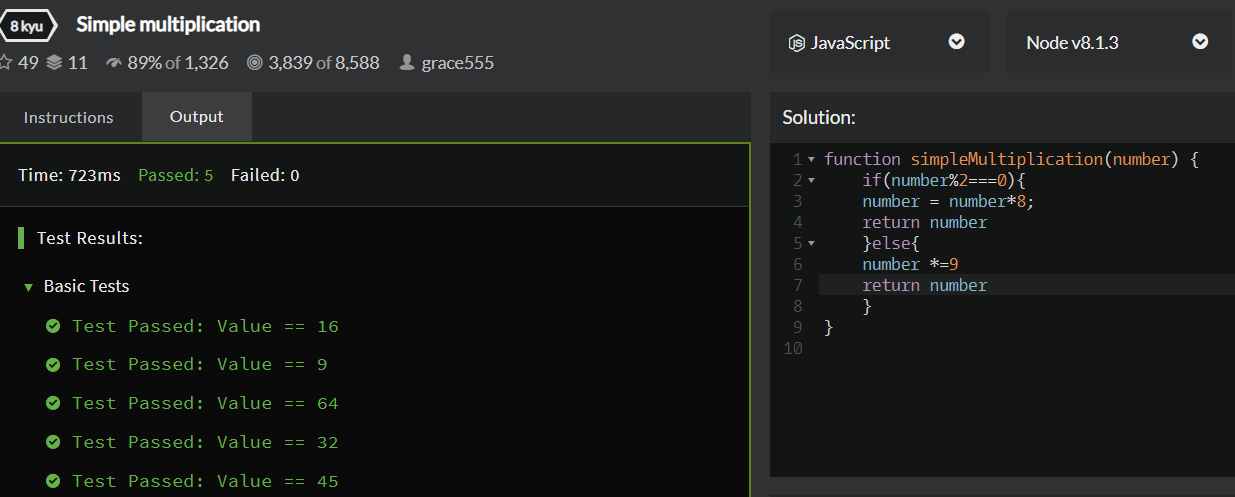 8 kyu Simple multiplication
49 11 89% of 1,326 3,839 of 8,588 grace555
JavaScript Node v8.1.3
Instructions Output
Time: 723ms Passed: 5 Failed: 0
Test Results:
Basic Tests
Test Passed: Value == 16
Test Passed: Value == 9
Test Passed: Value == 64
Test Passed: Value == 32
Test Passed: Value == 45
Solution:
1 function simpleMultiplication(number) {
2 if(number%2===0){
3 number = number*8;
4 return number
5 }else{
6 number *=9
7 return number
8 }
9 }
10